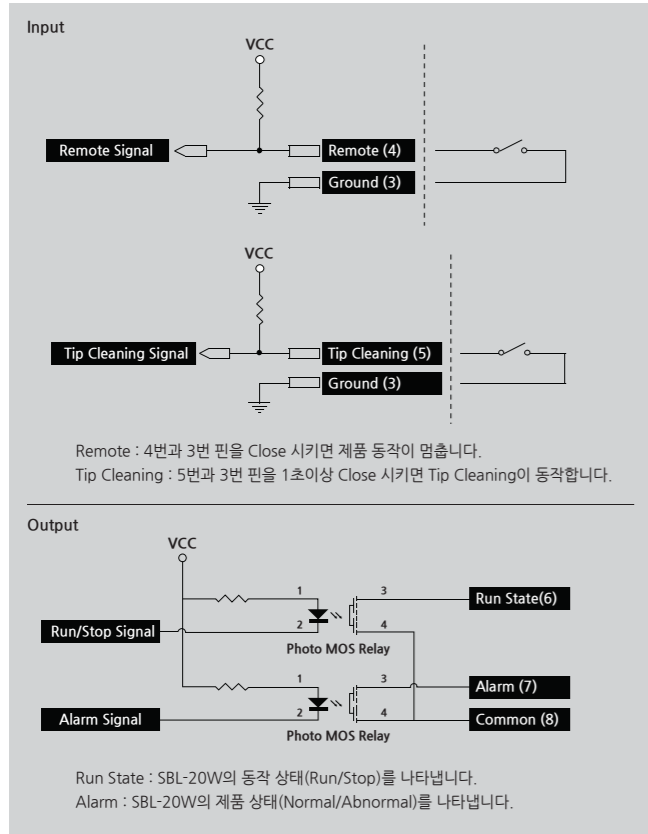 Input
VCC
Remote Signal
Remote (4)
Ground (3)
VCC
Tip Cleaning Signal
Tip Cleaning (5)
Ground (3)
Remote : 4번과 3번 핀을 Close 시키면 제품 동작이 멈춥니다.
Tip Cleaning : 5번과 3번 핀을 1초이상 Close 시키면 Tip Cleaning이 동작합니다.
Output
VCC
1
3
Run State(6)
Run/Stop Signal
2
4
Photo MOS Relay
1
3
Alarm (7)
Alarm Signal
2
4
Common (8)
Photo MOS Relay
Run State : SBL-20W의 동작 상태(Run/Stop)를 나타냅니다.
Alarm : SBL-20W의 제품 상태(Normal/Abnormal)를 나타냅니다.